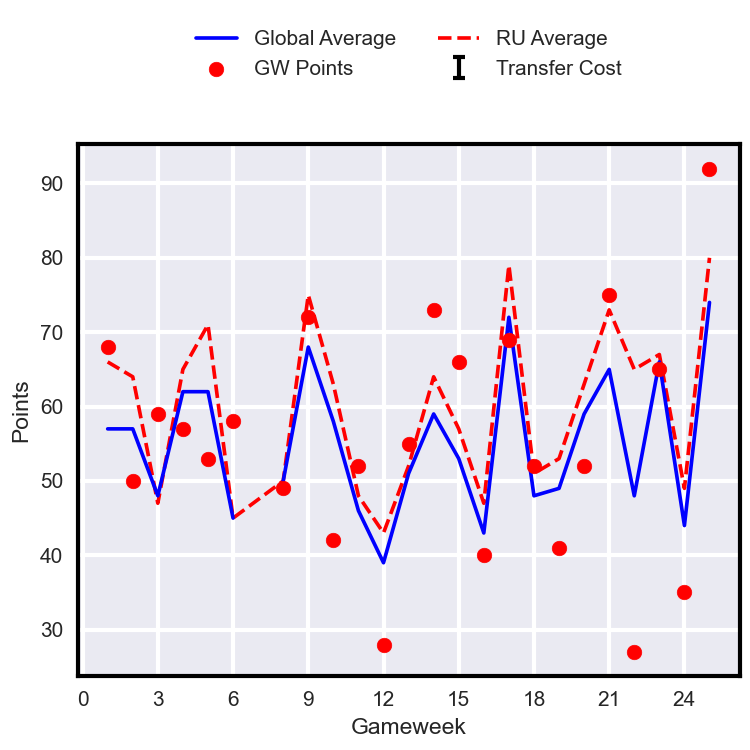 Global Average
RU Average
GW Points
Transfer Cost
90
80
70
60
50
40
30
Points
0 3 6 9 12 15 18 21 24
Gameweek